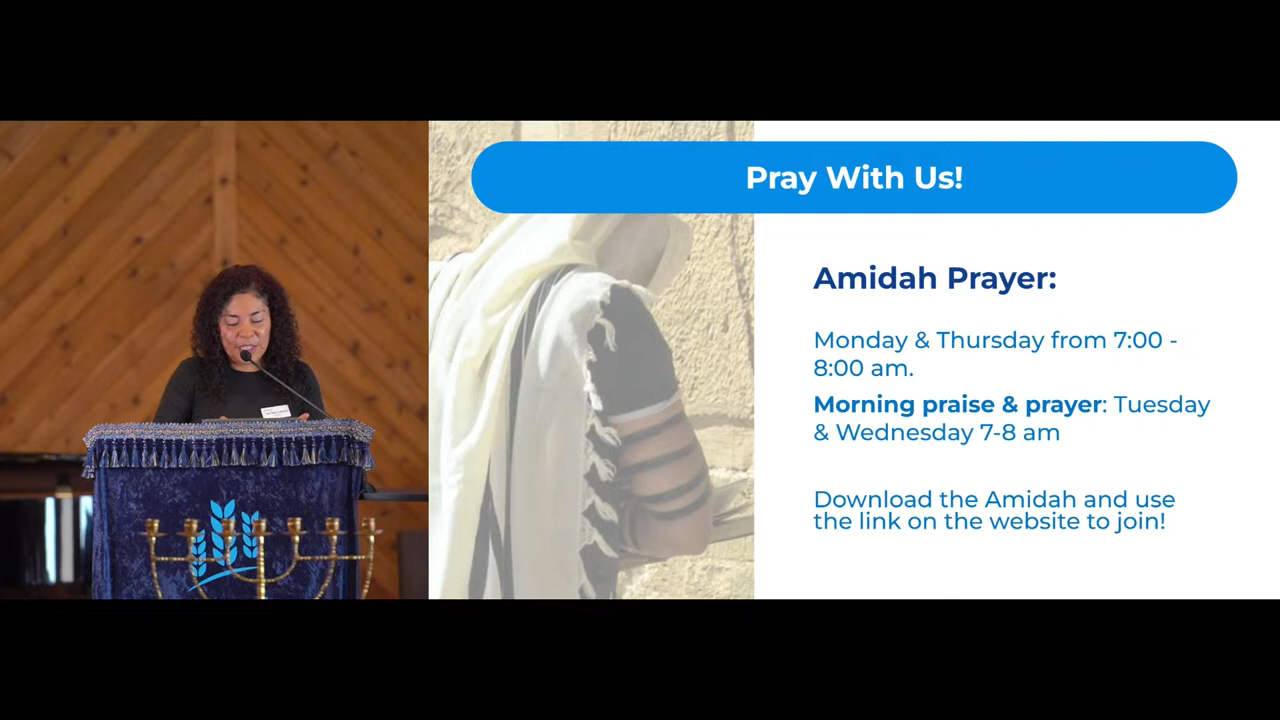 Pray With Us!
Amidah Prayer:
Monday & Thursday from 7:00 -
8:00 am.
Morning praise & prayer: Tuesday
& Wednesday 7-8 am
Download the Amidah and use
the link on the website to join!